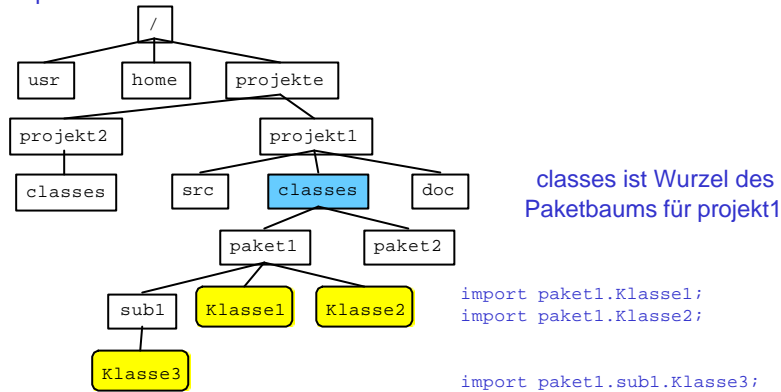 /
usr home projekte
projekt2 projekt1
classes src classes doc
classes ist Wurzel des
Paketbaums für projekt1
paket1 paket2
sub1 Klasse1 Klasse2
import paket1.Klasse1;
import paket1.Klasse2;
Klasse3
import paket1.sub1.Klasse3;